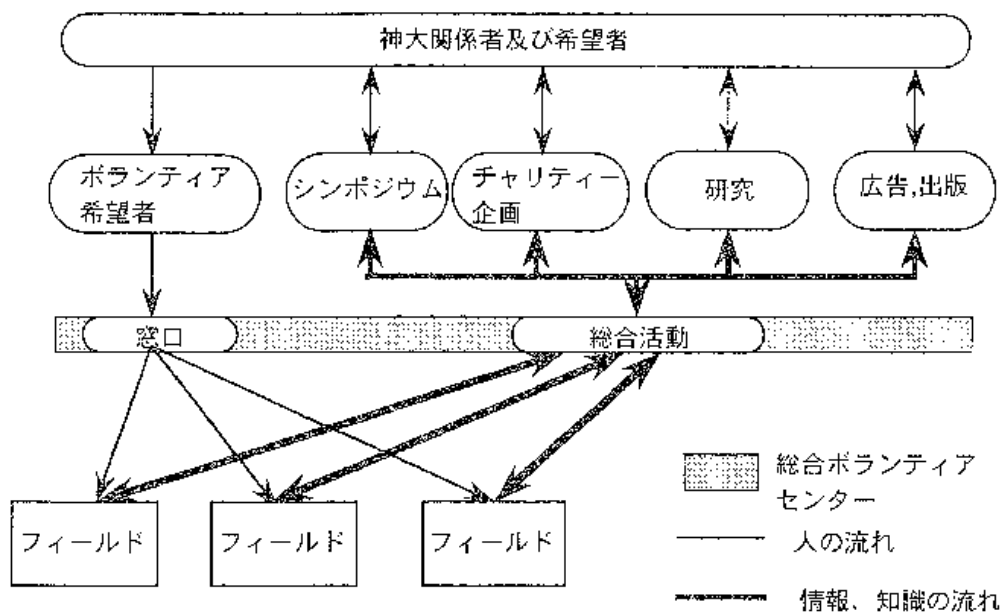 神大関係者及び希望者
ボランティア
希望者
シンポジウム
チャリティー
企画
研究
広告,出版
窓口
総合活動
フィールド
フィールド
フィールド
総合ボランティア
センター
人の流れ
情報、知識の流れ